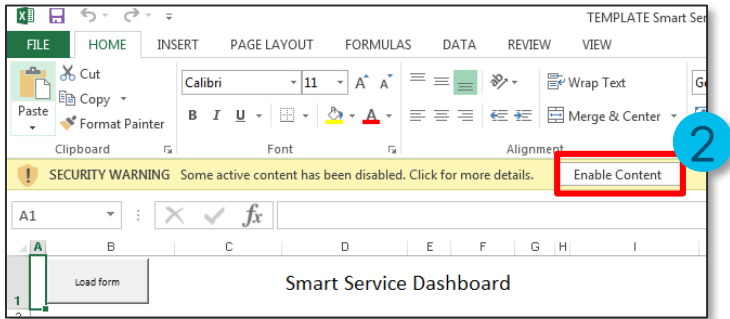 TEMPLATE Smart Ser
FILE HOME INSERT PAGE LAYOUT FORMULAS DATA REVIEW VIEW
Cut
Calibri 11 A A Wrap Text Ge
Copy
Paste
Format Painter
B I U A Merge & Center
Clipboard Font Alignment
2
SECURITY WARNING Some active content has been disabled. Click for more details. Enable Content
A1 fx
A B C D E F G H I
Load form Smart Service Dashboard
1